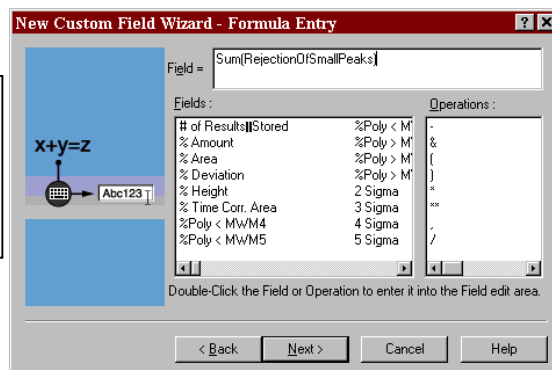 New Custom Field Wizard - Formula Entry
Field = Sum(RejectionOfSmallPeaks)
Fields :
Operations :
# of Results||Stored %Poly < M
% Amount %Poly > M
% Area %Poly > M
% Deviation %Poly > M
% Height 2 Sigma
% Time Corr. Area 3 Sigma
%Poly < MWM4 4 Sigma
%Poly < MWM5 5 Sigma
-
&
(
)
*
**
,
/
x+y=z
Abc123
Double-Click the Field or Operation to enter it into the Field edit area.
< Back Next > Cancel Help